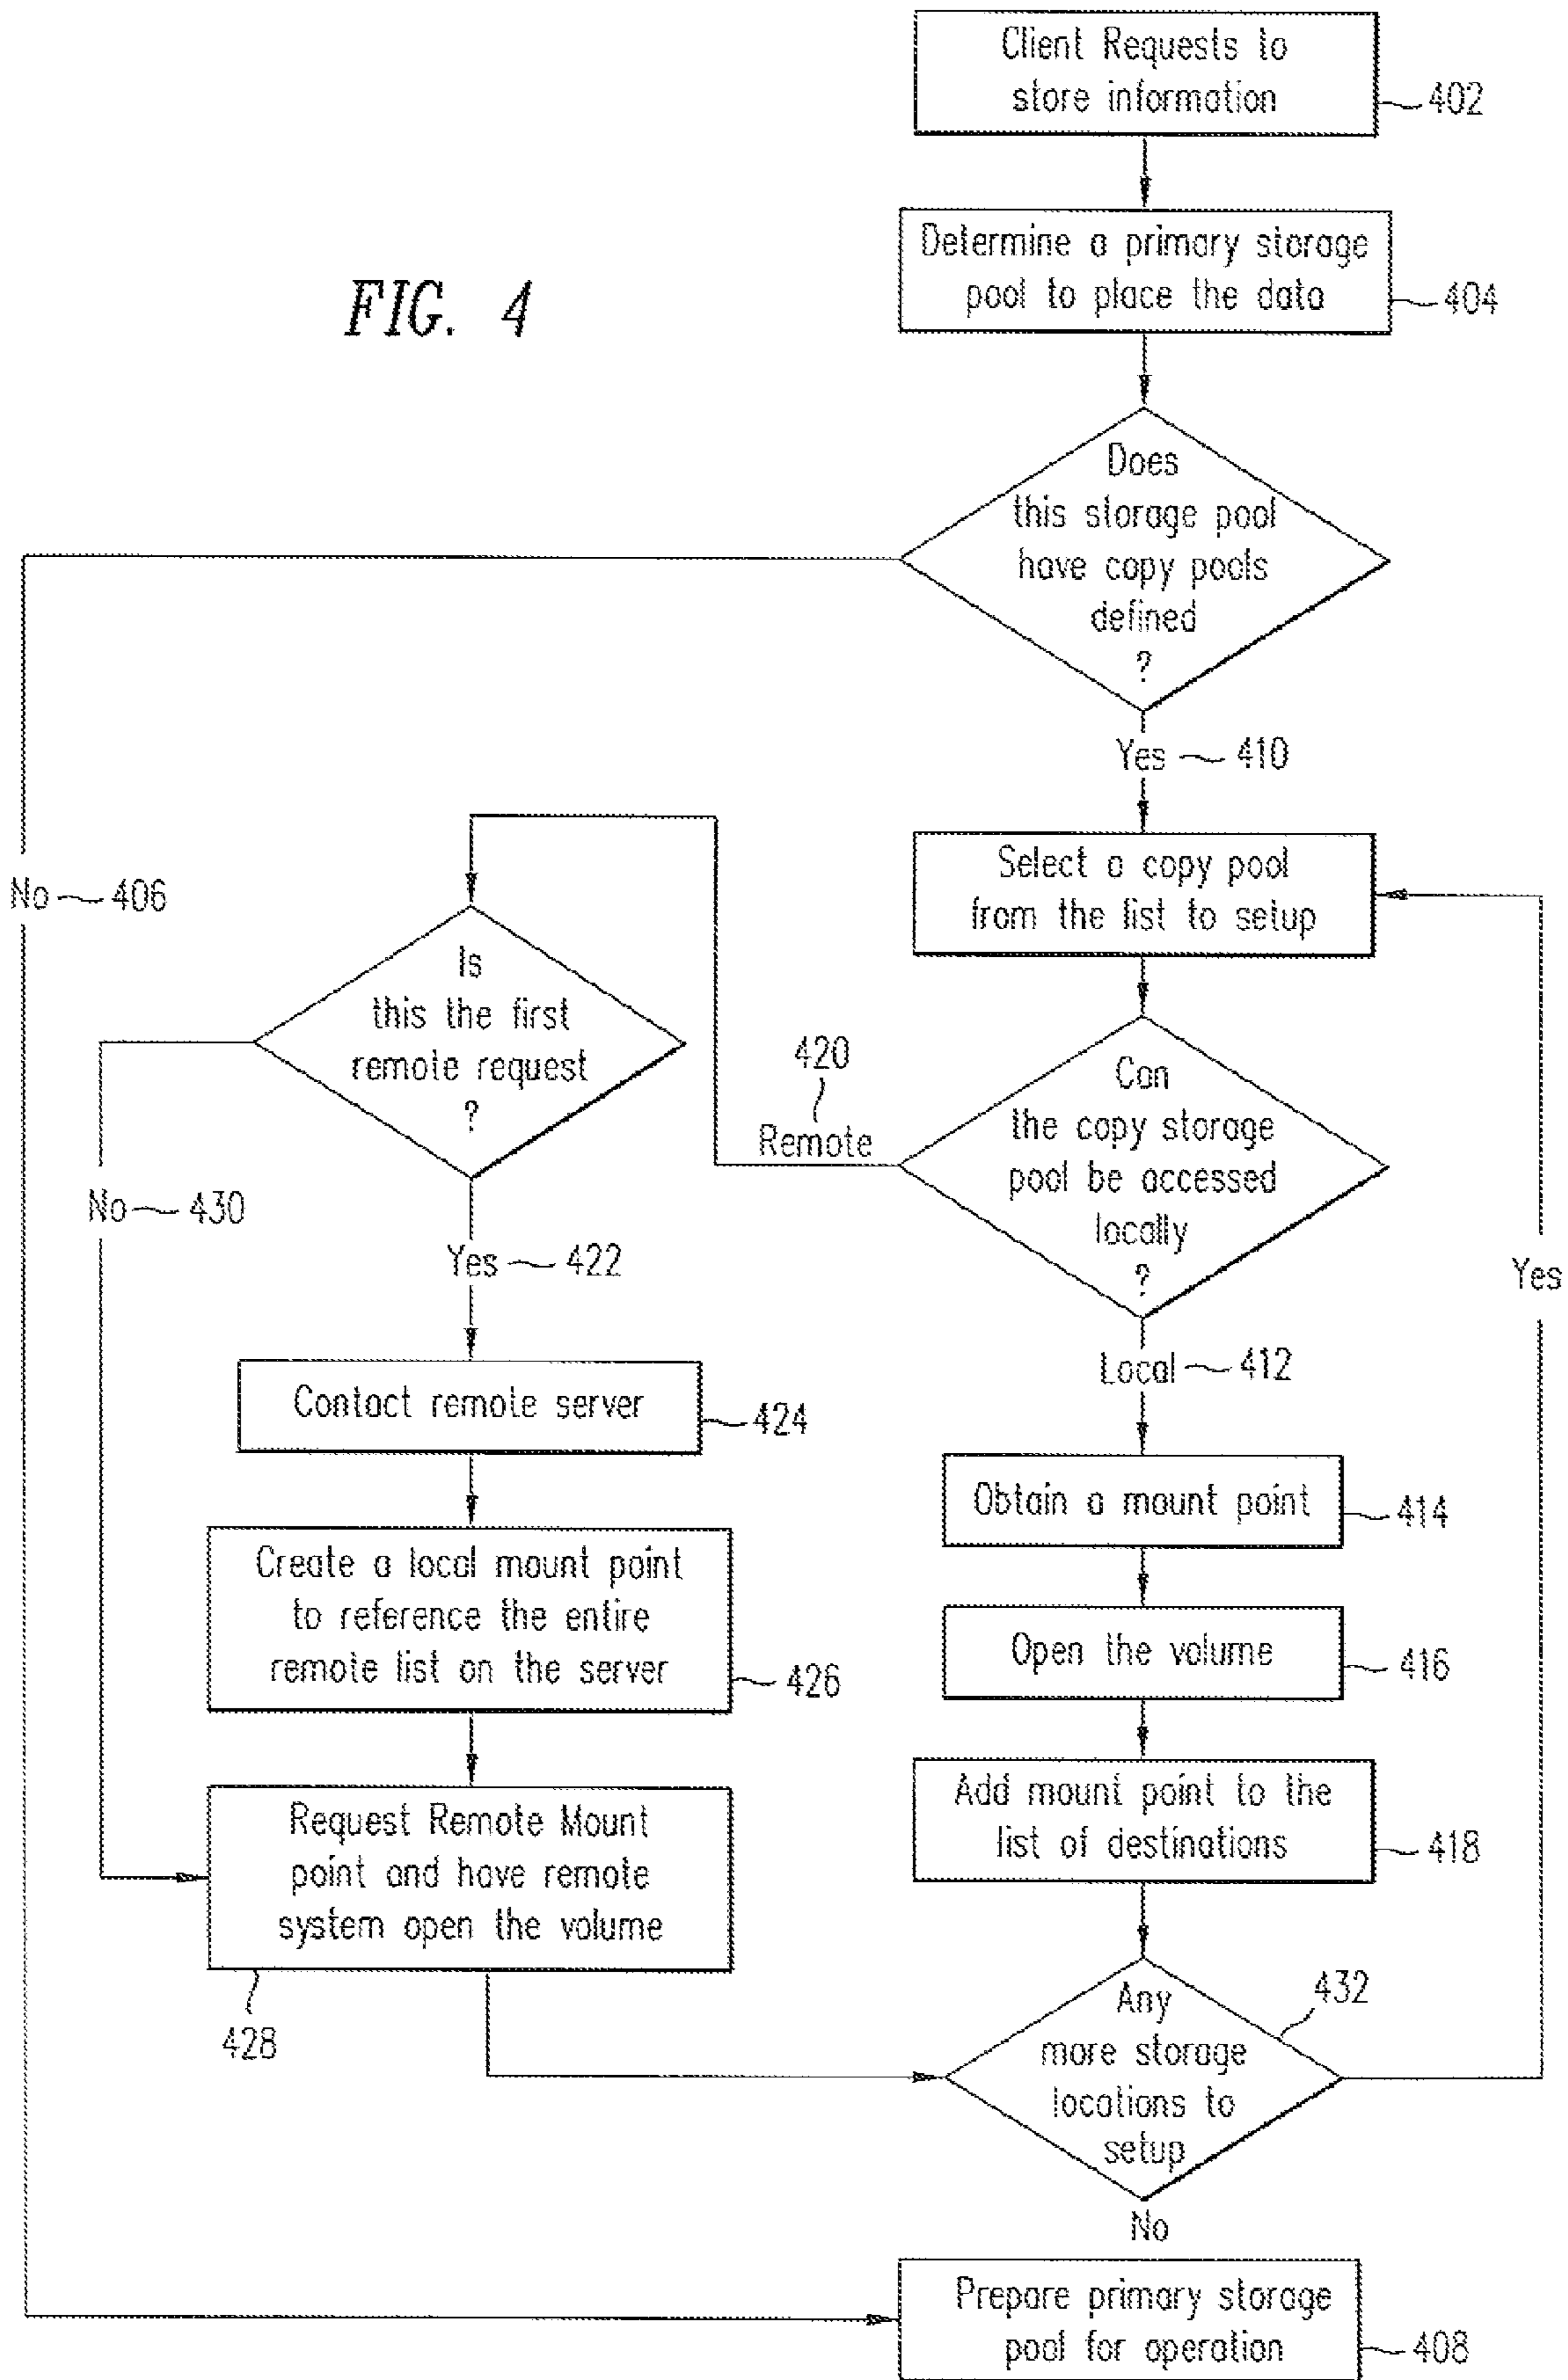 Client Requests to
store information
402
Determine a primary storage
pool to place the data
404
FIG. 4
Does
this storage pool
have copy pools
defined
?
Yes 410
No 406
Select a copy pool
from the list to setup
Is
this the first
remote request
?
420
Remote
Can
the copy storage
pool be accessed
locally
?
No 430
Yes 422
Yes
Local 412
Contact remote server
424
Obtain a mount point
414
Create a local mount point
to reference the entire
remote list on the server
426
Open the volume
416
Add mount point to the
list of destinations
418
Request Remote Mount
point and have remote
system open the volume
428
Any
more storage
locations to
setup
432
No
Prepare primary storage
pool for operation
408